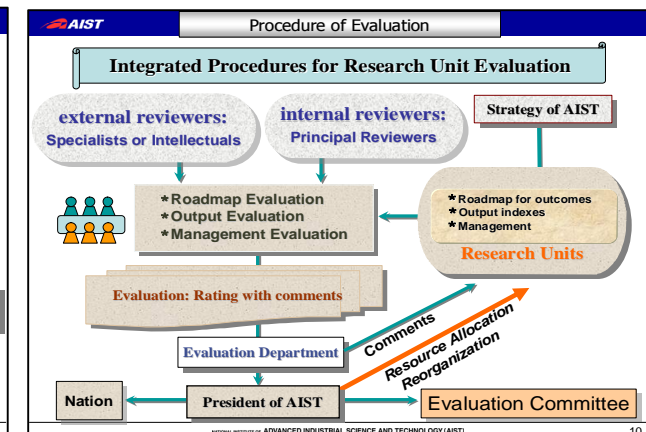 AIST
Procedure of Evaluation
Integrated Procedures for Research Unit Evaluation
external reviewers:
Specialists or Intellectuals
internal reviewers:
Principal Reviewers
Strategy of AIST
*Roadmap Evaluation
*Output Evaluation
*Management Evaluation
*Roadmap for outcomes
*Output indexes
*Management
Research Units
Evaluation: Rating with comments
Evaluation Department
Comments
Resource Allocation
Reorganization
Nation
President of AIST
Evaluation Committee
NATIONAL INSTITUTE OF ADVANCED INDUSTRIAL SCIENCE AND TECHNOLOGY (AIST)
10